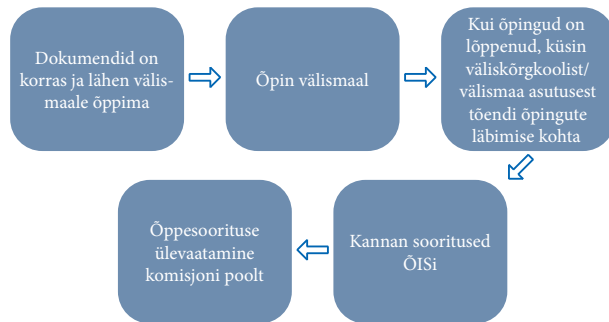 Dokumendid on
korras ja lähen välis-
maale õppima
Õpin välismaal
Kui õpingud on
lõppenud, küsin
väliskõrgkoolist/
välismaa asutusest
tõendi õpingute
läbimise kohta
Kannan sooritused
ÕISi
Õppesoorituse
ülevaatamine
komisjoni poolt